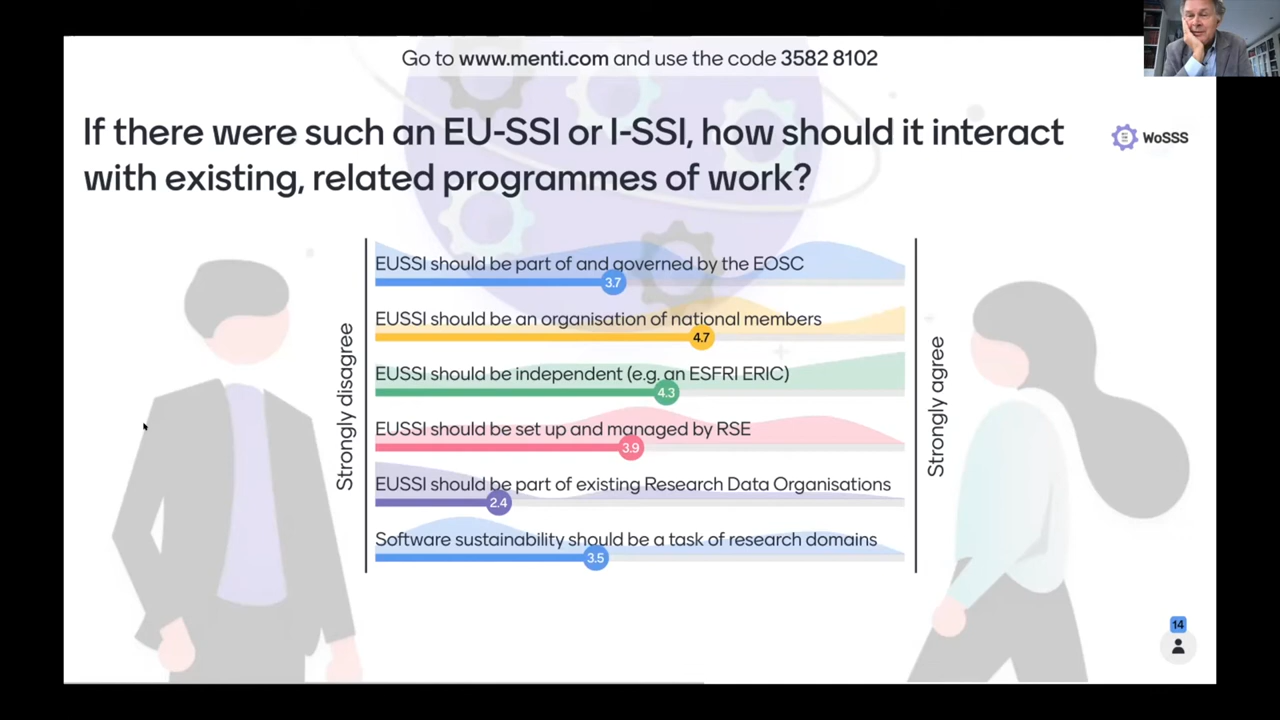 Go to www.menti.com and use the code 3582 8102
If there were such an EU-SSI or I-SSI, how should it interact
with existing, related programmes of work?
WoSSS
Strongly disagree
EUSSI should be part of and governed by the EOSC
3.7
EUSSI should be an organisation of national members
4.7
EUSSI should be independent (e.g. an ESFRI ERIC)
4.3
EUSSI should be set up and managed by RSE
3.9
EUSSI should be part of existing Research Data Organisations
2.4
Software sustainability should be a task of research domains
3.5
Strongly agree
14